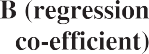 B (regression
co-efficient)